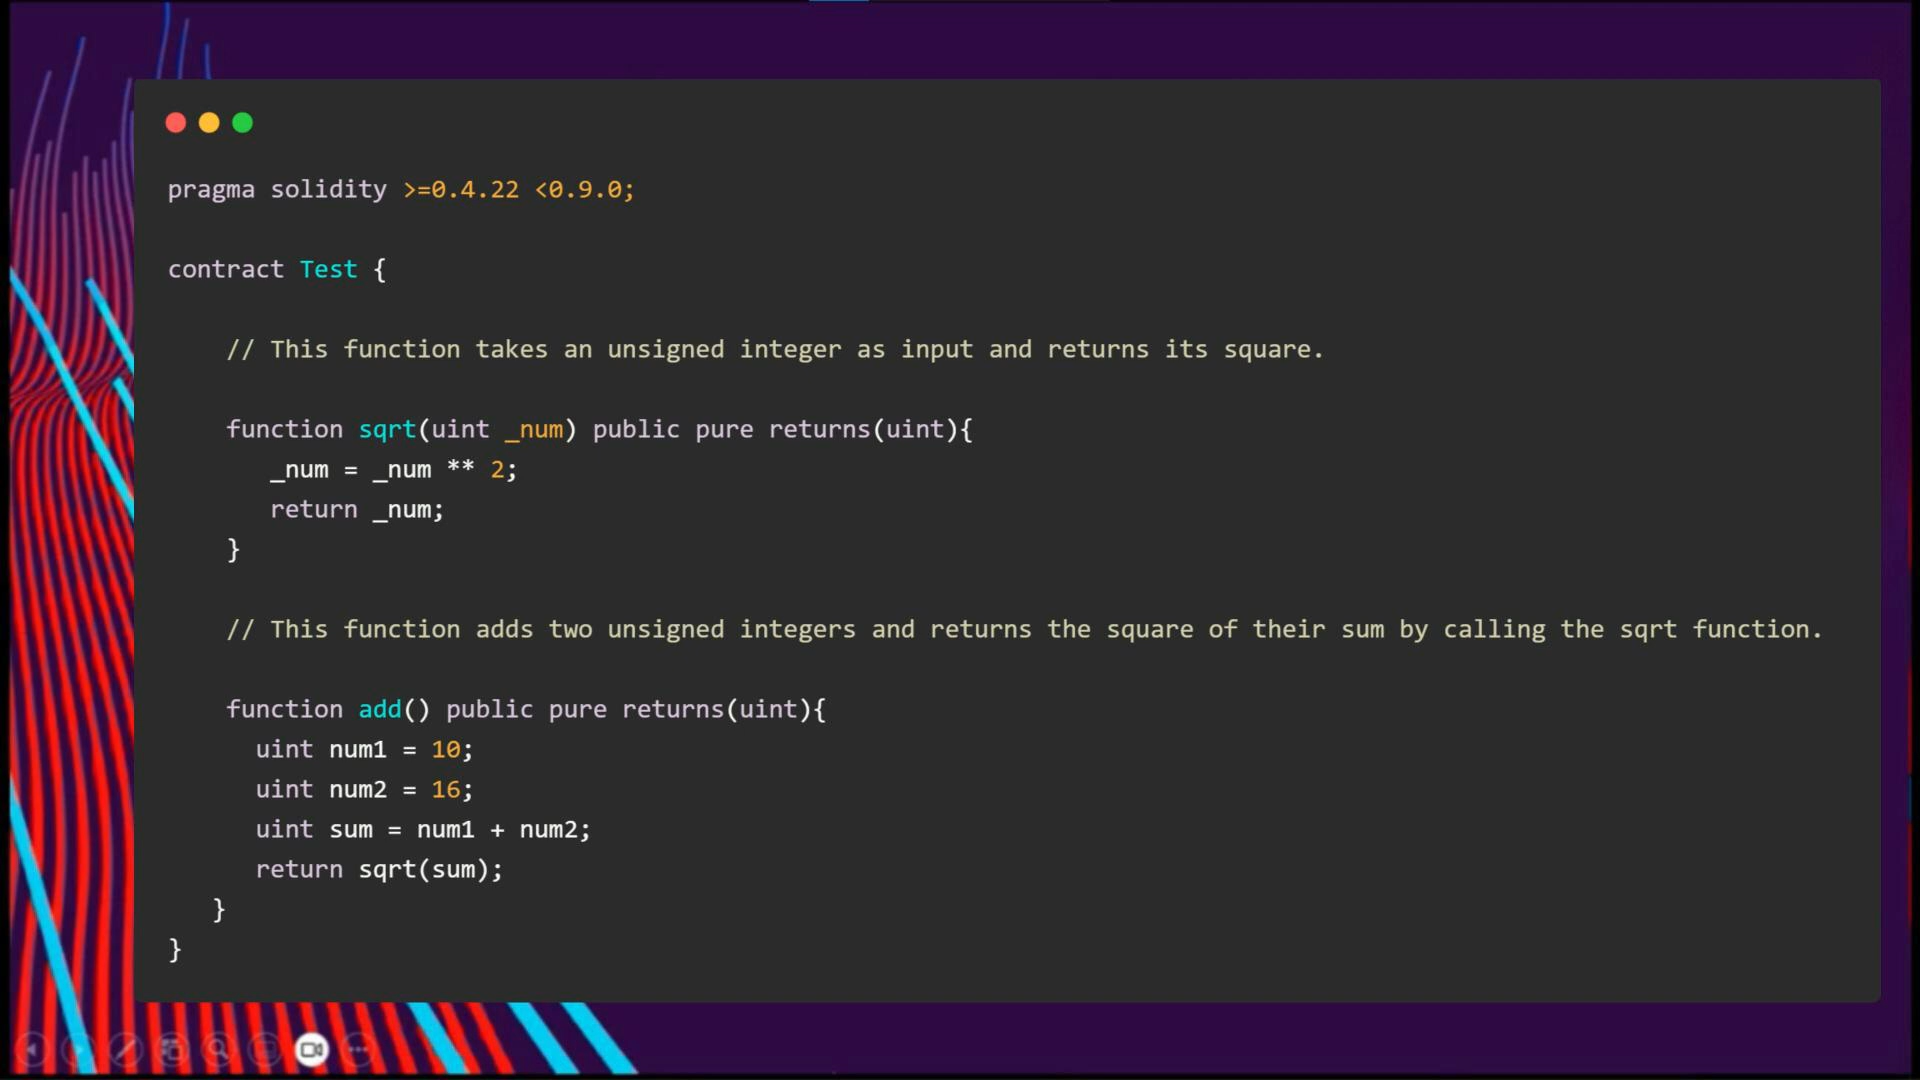 pragma solidity >=0.4.22 <0.9.0;
contract Test {
// This function takes an unsigned integer as input and returns its square.
function sqrt(uint _num) public pure returns(uint){
_num = _num ** 2;
return _num;
}
// This function adds two unsigned integers and returns the square of their sum by calling the sqrt function.
function add() public pure returns(uint){
uint num1 = 10;
uint num2 = 16;
uint sum = num1 + num2;
return sqrt(sum);
}
}